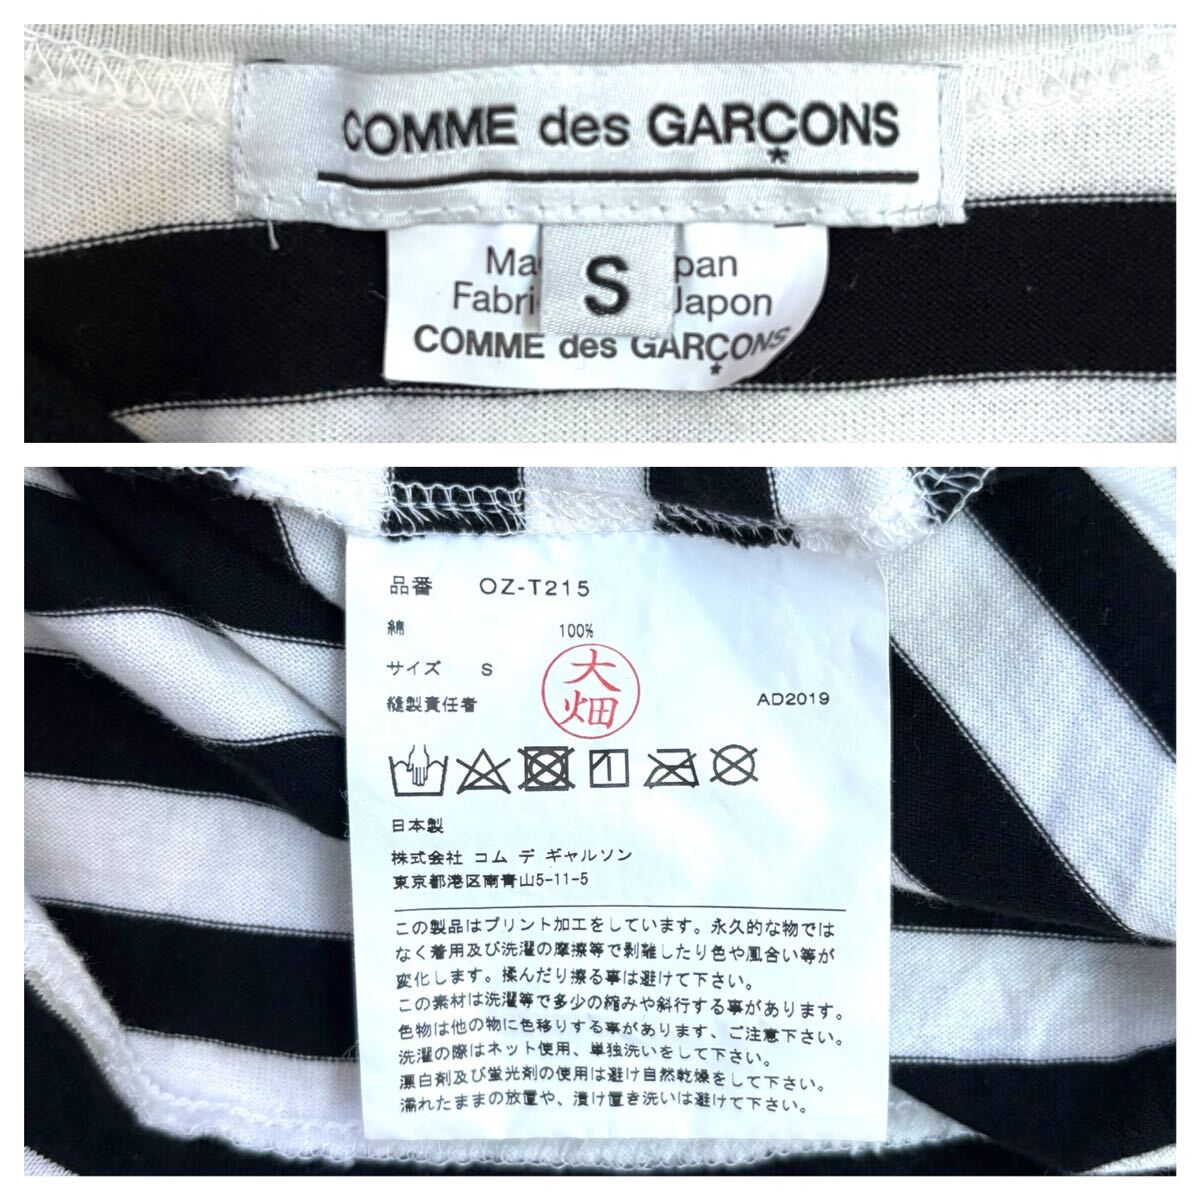 COMME des GARÇONS
*
Ma pan
S
Fabri Japon
COMME des GARÇONS
*
品番 OZ-T215
綿 100%
サイズ S
縫製責任者 大畑 AD2019
日本製
株式会社 コム デ ギャルソン
東京都港区南青山5-11-5
この製品はプリント加工をしています。永久的な物では
なく着用及び洗濯の摩擦等で剥離したり色や風合い等が
変化します。揉んだり擦る事は避けて下さい。
この素材は洗濯等で多少の縮みや斜行する事があります。
色物は他の物に色移りする事があります、ご注意下さい。
洗濯の際はネット使用、単独洗いをして下さい。
漂白剤及び蛍光剤の使用は避け自然乾燥をして下さい。
濡れたままの放置や、漬け置き洗いは避けて下さい。